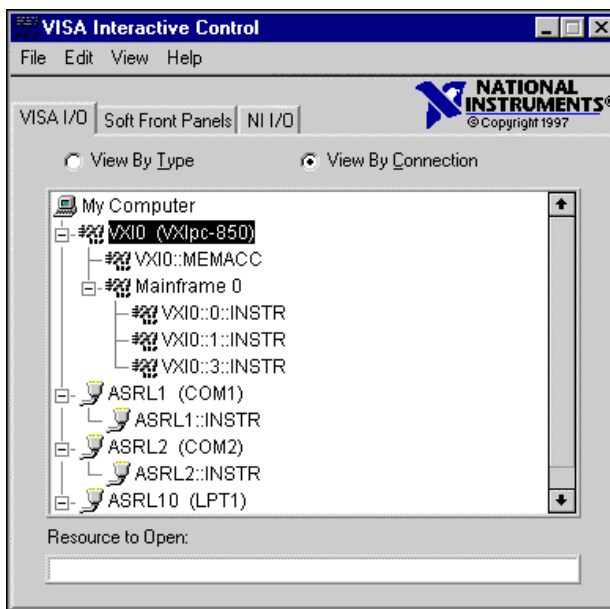 VISA Interactive Control
File Edit View Help
NATIONAL
INSTRUMENTS®
© Copyright 1997
VISA I/O Soft Front Panels NI I/O
View By Type View By Connection
My Computer
VXI0 (VXIpc-850)
VXI0::MEMACC
Mainframe 0
VXI0::0::INSTR
VXI0::1::INSTR
VXI0::3::INSTR
ASRL1 (COM1)
ASRL1::INSTR
ASRL2 (COM2)
ASRL2::INSTR
ASRL10 (LPT1)
Resource to Open: